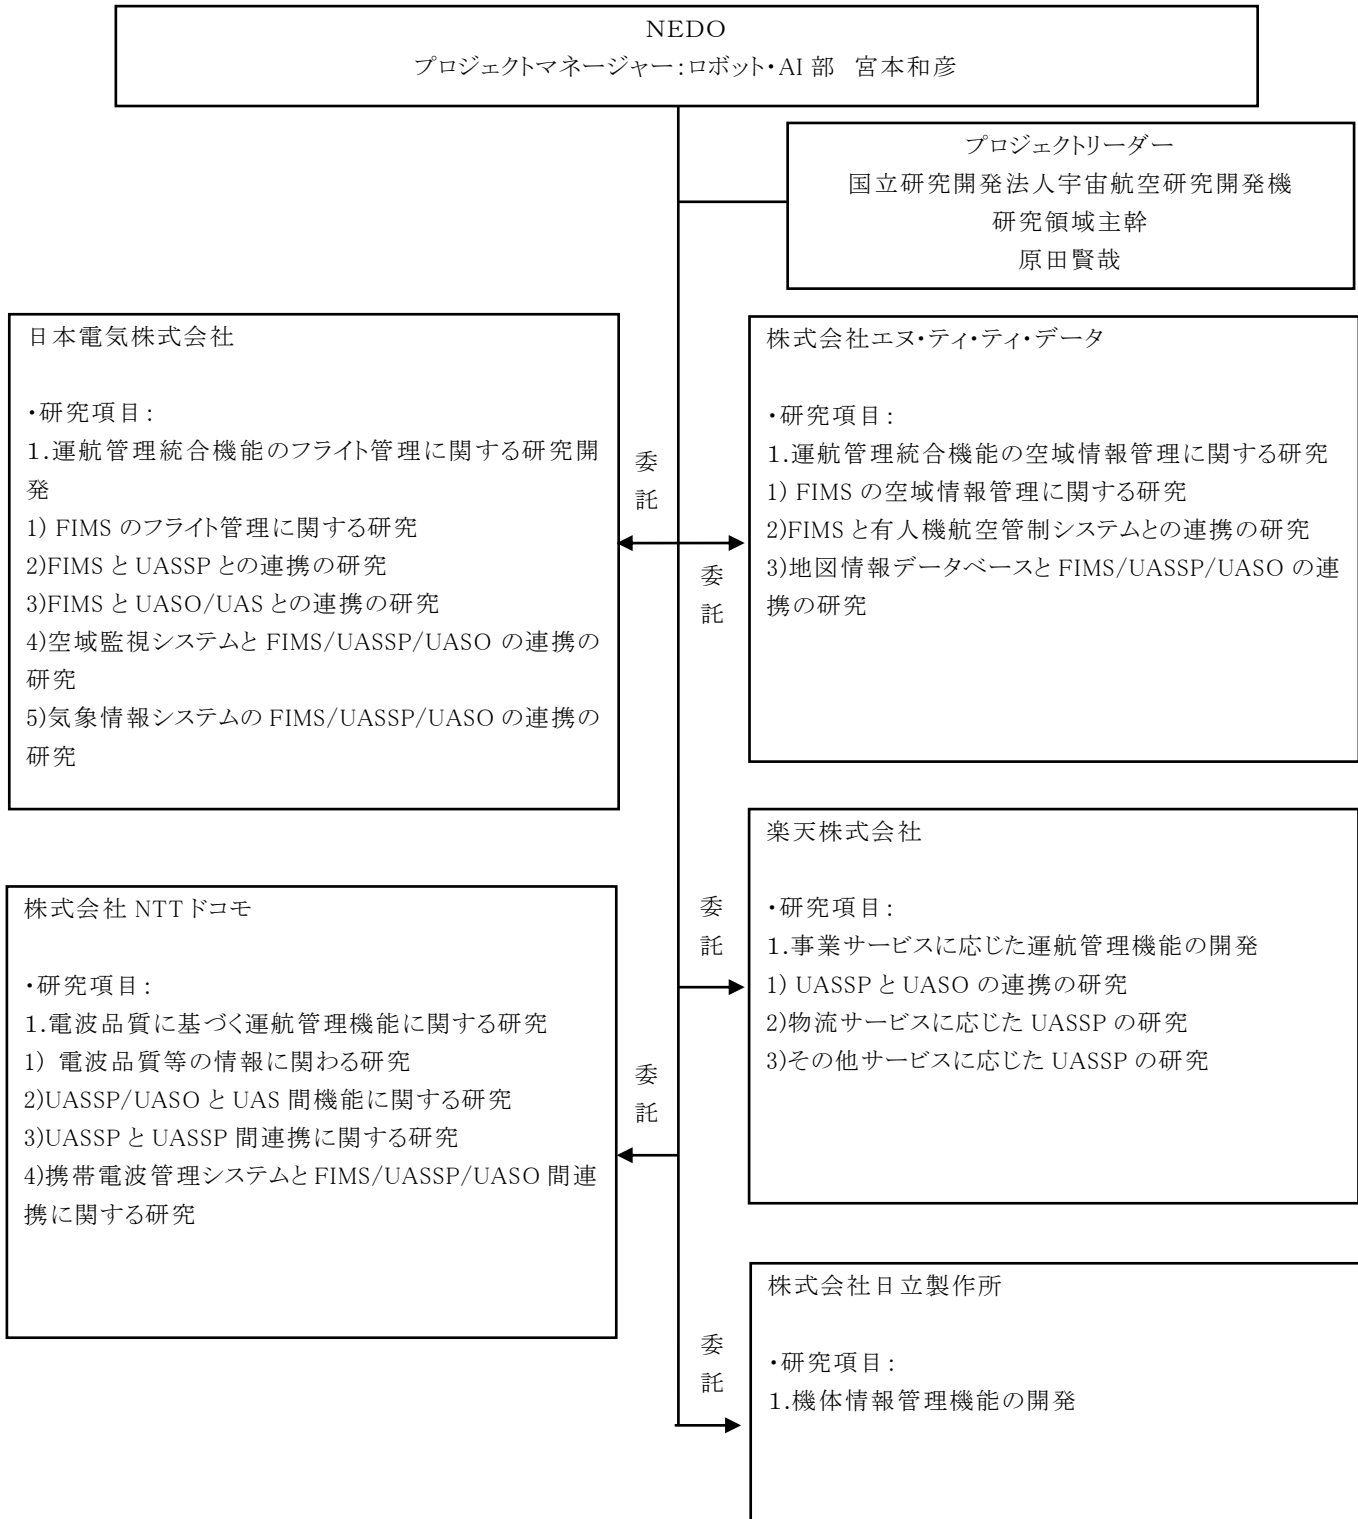 NEDO
プロジェクトマネージャー:ロボット・AI 部 宮本和彦
プロジェクトリーダー
国立研究開発法人宇宙航空研究開発機
研究領域主幹
原田賢哉
日本電気株式会社
・研究項目:
1.運航管理統合機能のフライト管理に関する研究開
発
1) FIMS のフライト管理に関する研究
2)FIMS と UASSP との連携の研究
3)FIMS と UASO/UAS との連携の研究
4)空域監視システムと FIMS/UASSP/UASO の連携の
研究
5)気象情報システムの FIMS/UASSP/UASO の連携の
研究
委
託
委
託
株式会社エヌ・ティ・ティ・データ
・研究項目:
1.運航管理統合機能の空域情報管理に関する研究
1) FIMS の空域情報管理に関する研究
2)FIMS と有人機航空管制システムとの連携の研究
3)地図情報データベースと FIMS/UASSP/UASO の連
携の研究
株式会社 NTT ドコモ
・研究項目:
1.電波品質に基づく運航管理機能に関する研究
1) 電波品質等の情報に関わる研究
2)UASSP/UASO と UAS 間機能に関する研究
3)UASSP と UASSP 間連携に関する研究
4)携帯電波管理システムと FIMS/UASSP/UASO 間連
携に関する研究
委
託
委
託
楽天株式会社
・研究項目:
1.事業サービスに応じた運航管理機能の開発
1) UASSP と UASO の連携の研究
2)物流サービスに応じた UASSP の研究
3)その他サービスに応じた UASSP の研究
委
託
株式会社日立製作所
・研究項目:
1.機体情報管理機能の開発